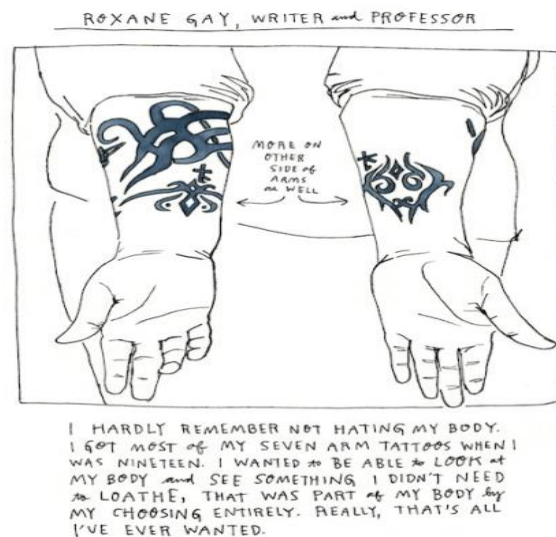 ROXANE GAY, WRITER and PROFESSOR
MORE ON
OTHER
SIDE of
ARMS
as WELL
I HARDLY REMEMBER NOT HATING MY BODY.
I GOT MOST of MY SEVEN ARM TATTOOS WHEN I
WAS NINETEEN. I WANTED to BE ABLE to LOOK at
MY BODY and SEE SOMETHING I DIDN'T NEED
to LOATHE, THAT WAS PART of MY BODY by
MY CHOOSING ENTIRELY. REALLY, THAT'S ALL
I'VE EVER WANTED.